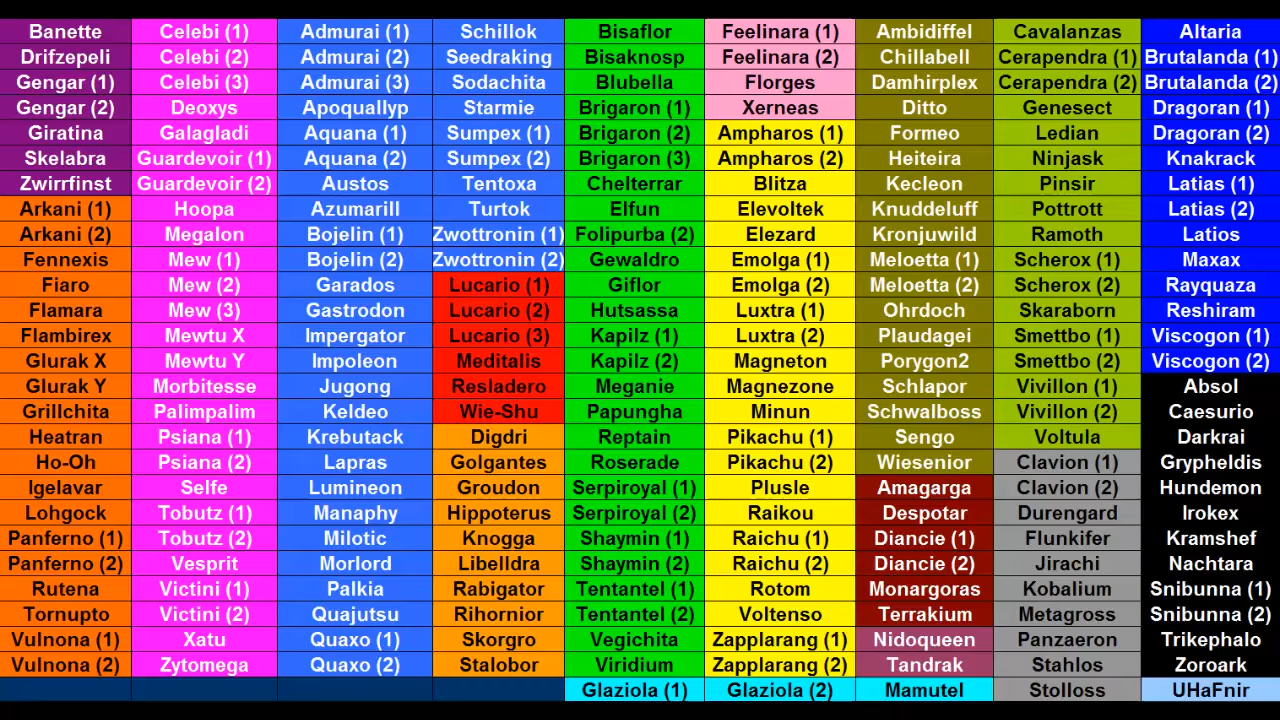 Banette Celebi (1) Admurai (1) Schillok Bisaflor Feelinara (1) Ambidiffel Cavalanzas Altaria
Drifzepeli Celebi (2) Admurai (2) Seedraking Bisaknosp Feelinara (2) Chillabell Cerapendra (1) Brutalanda (1)
Gengar (1) Celebi (3) Admurai (3) Sodachita Blubella Florges Damhirplex Cerapendra (2) Brutalanda (2)
Gengar (2) Deoxys Apoquallyp Starmie Brigaron (1) Xerneas Ditto Genesect Dragoran (1)
Giratina Galagladi Aquana (1) Sumpex (1) Brigaron (2) Ampharos (1) Formeo Ledian Dragoran (2)
Skelabra Guardevoir (1) Aquana (2) Sumpex (2) Brigaron (3) Ampharos (2) Heiteira Ninjask Knakrack
Zwirrfinst Guardevoir (2) Austos Tentoxa Chelterrar Blitza Kecleon Pinsir Latias (1)
Arkani (1) Hoopa Azumarill Turtok Elfun Elevoltek Knuddeluff Pottrott Latias (2)
Arkani (2) Megalon Bojelin (1) Zwottronin (1) Folipurba (2) Elezard Kronjuwild Ramoth Latios
Fennexis Mew (1) Bojelin (2) Zwottronin (2) Gewaldro Emolga (1) Meloetta (1) Scherox (1) Maxax
Fiaro Mew (2) Garados Lucario (1) Giflor Emolga (2) Meloetta (2) Scherox (2) Rayquaza
Flamara Mew (3) Gastrodon Lucario (2) Hutsassa Luxtra (1) Ohrdoch Skaraborn Reshiram
Flambirex Mewtu X Impergator Lucario (3) Kapilz (1) Luxtra (2) Plaudagei Smettbo (1) Viscogon (1)
Glurak X Mewtu Y Impoleon Meditalis Kapilz (2) Magneton Porygon2 Smettbo (2) Viscogon (2)
Glurak Y Morbitesse Jugong Resladero Meganie Magnezone Schlapor Vivillon (1) Absol
Grillchita Palimpalim Keldeo Wie-Shu Papungha Minun Schwalboss Vivillon (2) Caesurio
Heatran Psiana (1) Krebutack Digdri Reptain Pikachu (1) Sengo Voltula Darkrai
Ho-Oh Psiana (2) Lapras Golgantes Roserade Pikachu (2) Wiesenior Clavion (1) Grypheldis
Igelavar Selfe Lumineon Groudon Serpiroyal (1) Plusle Amagarga Clavion (2) Hundemon
Lohgock Tobutz (1) Manaphy Hippoterus Serpiroyal (2) Raikou Despotar Durengard Irokex
Panferno (1) Tobutz (2) Milotic Knogga Shaymin (1) Raichu (1) Diancie (1) Flunkifer Kramshef
Panferno (2) Vesprit Morlord Libelldra Shaymin (2) Raichu (2) Diancie (2) Jirachi Nachtara
Rutena Victini (1) Palkia Rabigator Tentantel (1) Rotom Monargoras Kobalium Snibunna (1)
Tornupto Victini (2) Quajutsu Rihornior Tentantel (2) Voltenso Terrakium Metagross Snibunna (2)
Vulnona (1) Xatu Quaxo (1) Skorgro Vegichita Zapplarang (1) Nidoqueen Panzaeron Trikephalo
Vulnona (2) Zytomega Quaxo (2) Stalobor Viridium Zapplarang (2) Tandrak Stahlos Zoroark
Glaziola (1) Glaziola (2) Mamutel Stolloss UHaFnir